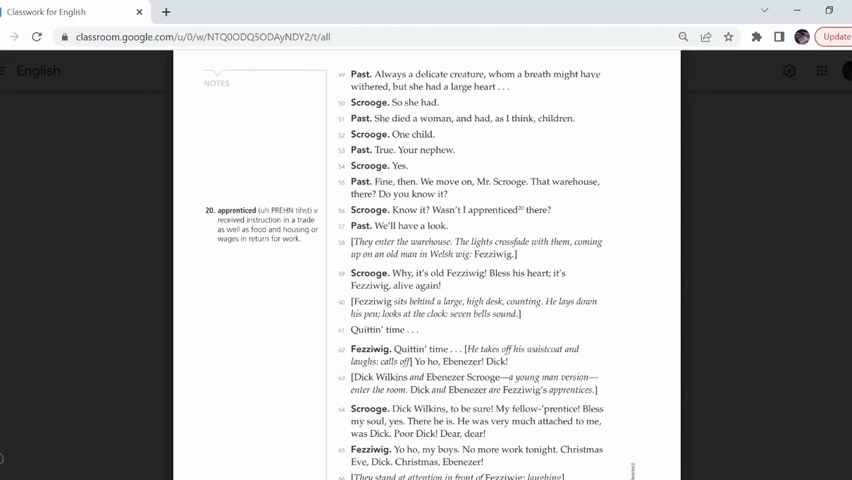 Classwork for English
classroom.google.com/u/0/w/NTQ0ODQ5ODAyNDY2/t/all
Update
English
NOTES
20. apprenticed (uh PREHN tihst) v.
received instruction in a trade
as well as food and housing or
wages in return for work.
49 Past. Always a delicate creature, whom a breath might have
withered, but she had a large heart . . .
50 Scrooge. So she had.
51 Past. She died a woman, and had, as I think, children.
52 Scrooge. One child.
53 Past. True. Your nephew.
54 Scrooge. Yes.
55 Past. Fine, then. We move on, Mr. Scrooge. That warehouse,
there? Do you know it?
56 Scrooge. Know it? Wasn't I apprenticed20 there?
57 Past. We'll have a look.
58 [They enter the warehouse. The lights crossfade with them, coming
up on an old man in Welsh wig: Fezziwig.]
59 Scrooge. Why, it's old Fezziwig! Bless his heart; it's
Fezziwig, alive again!
60 [Fezziwig sits behind a large, high desk, counting. He lays down
his pen; looks at the clock: seven bells sound.]
61 Quittin' time . . .
62 Fezziwig. Quittin' time . . . [He takes off his waistcoat and
laughs: calls off] Yo ho, Ebenezer! Dick!
63 [Dick Wilkins and Ebenezer Scrooge—a young man version—
enter the room. Dick and Ebenezer are Fezziwig's apprentices.]
64 Scrooge. Dick Wilkins, to be sure! My fellow-'prentice! Bless
my soul, yes. There he is. He was very much attached to me,
was Dick. Poor Dick! Dear, dear!
65 Fezziwig. Yo ho, my boys. No more work tonight. Christmas
Eve, Dick. Christmas, Ebenezer!
66 [They stand at attention in front of Fezziwig; laughing]